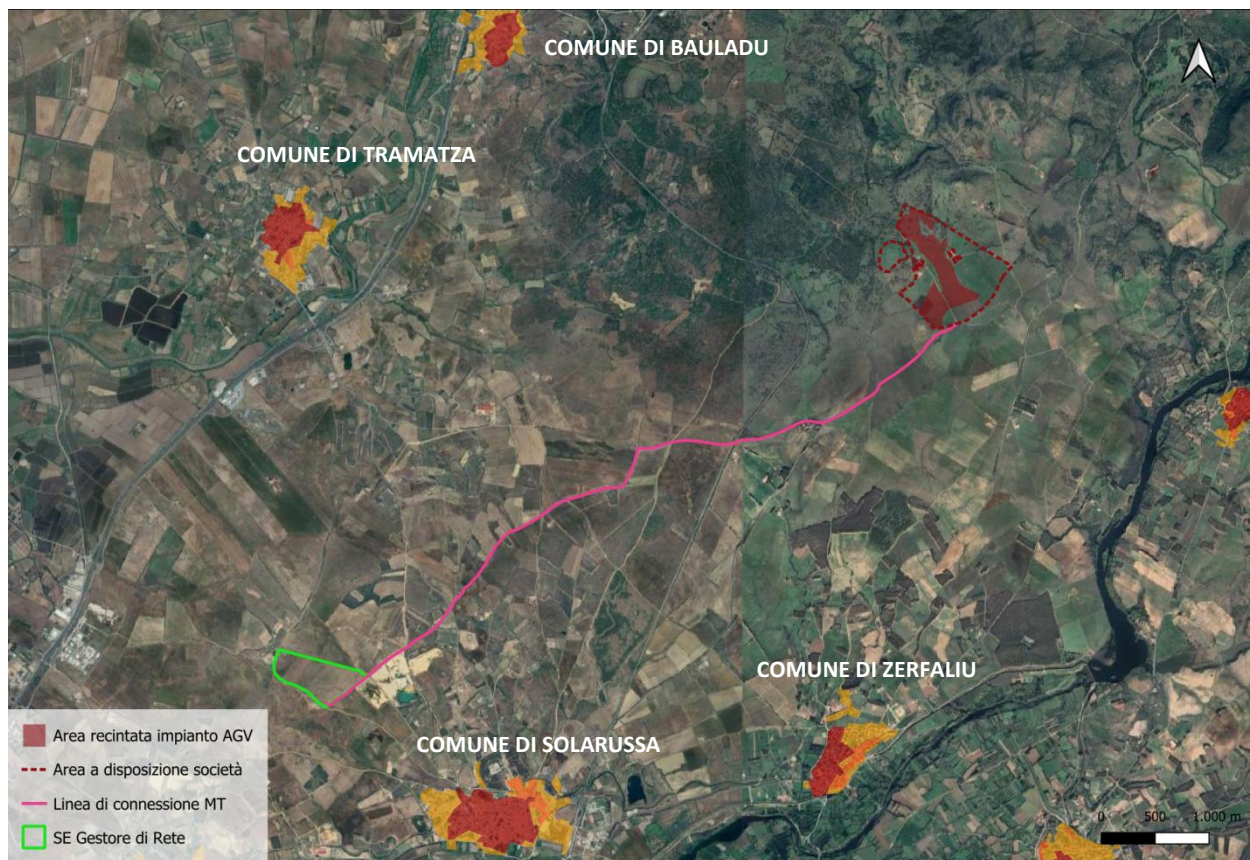 COMUNE DI BAULADU
COMUNE DI TRAMATZA
COMUNE DI ZERFALIU
COMUNE DI SOLARUSSA
Area recintata impianto AGV
Area a disposizione società
Linea di connessione MT
SE Gestore di Rete
0 500 1.000 m